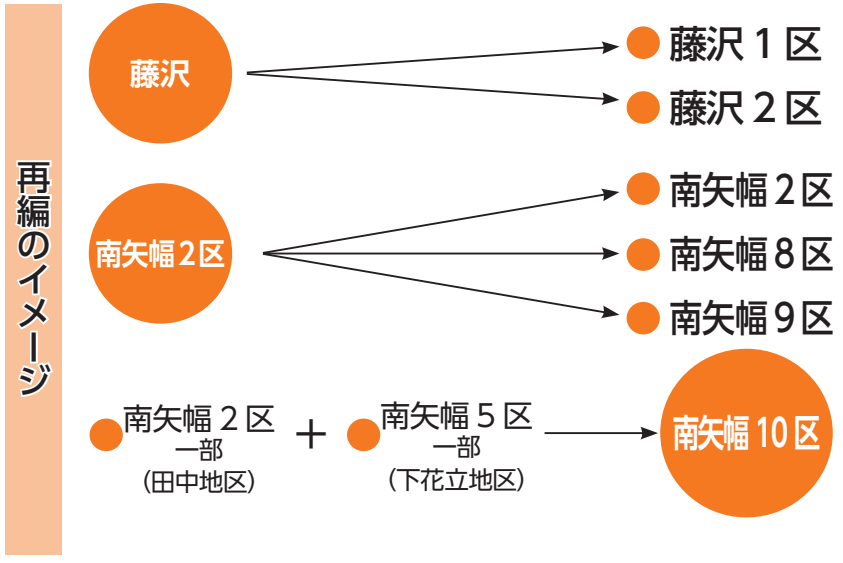 再編のイメージ
藤沢
藤沢1区
藤沢2区
南矢幅2区
南矢幅2区
南矢幅8区
南矢幅9区
南矢幅2区
一部
(田中地区)
+
南矢幅5区
一部
(下花立地区)
南矢幅10区